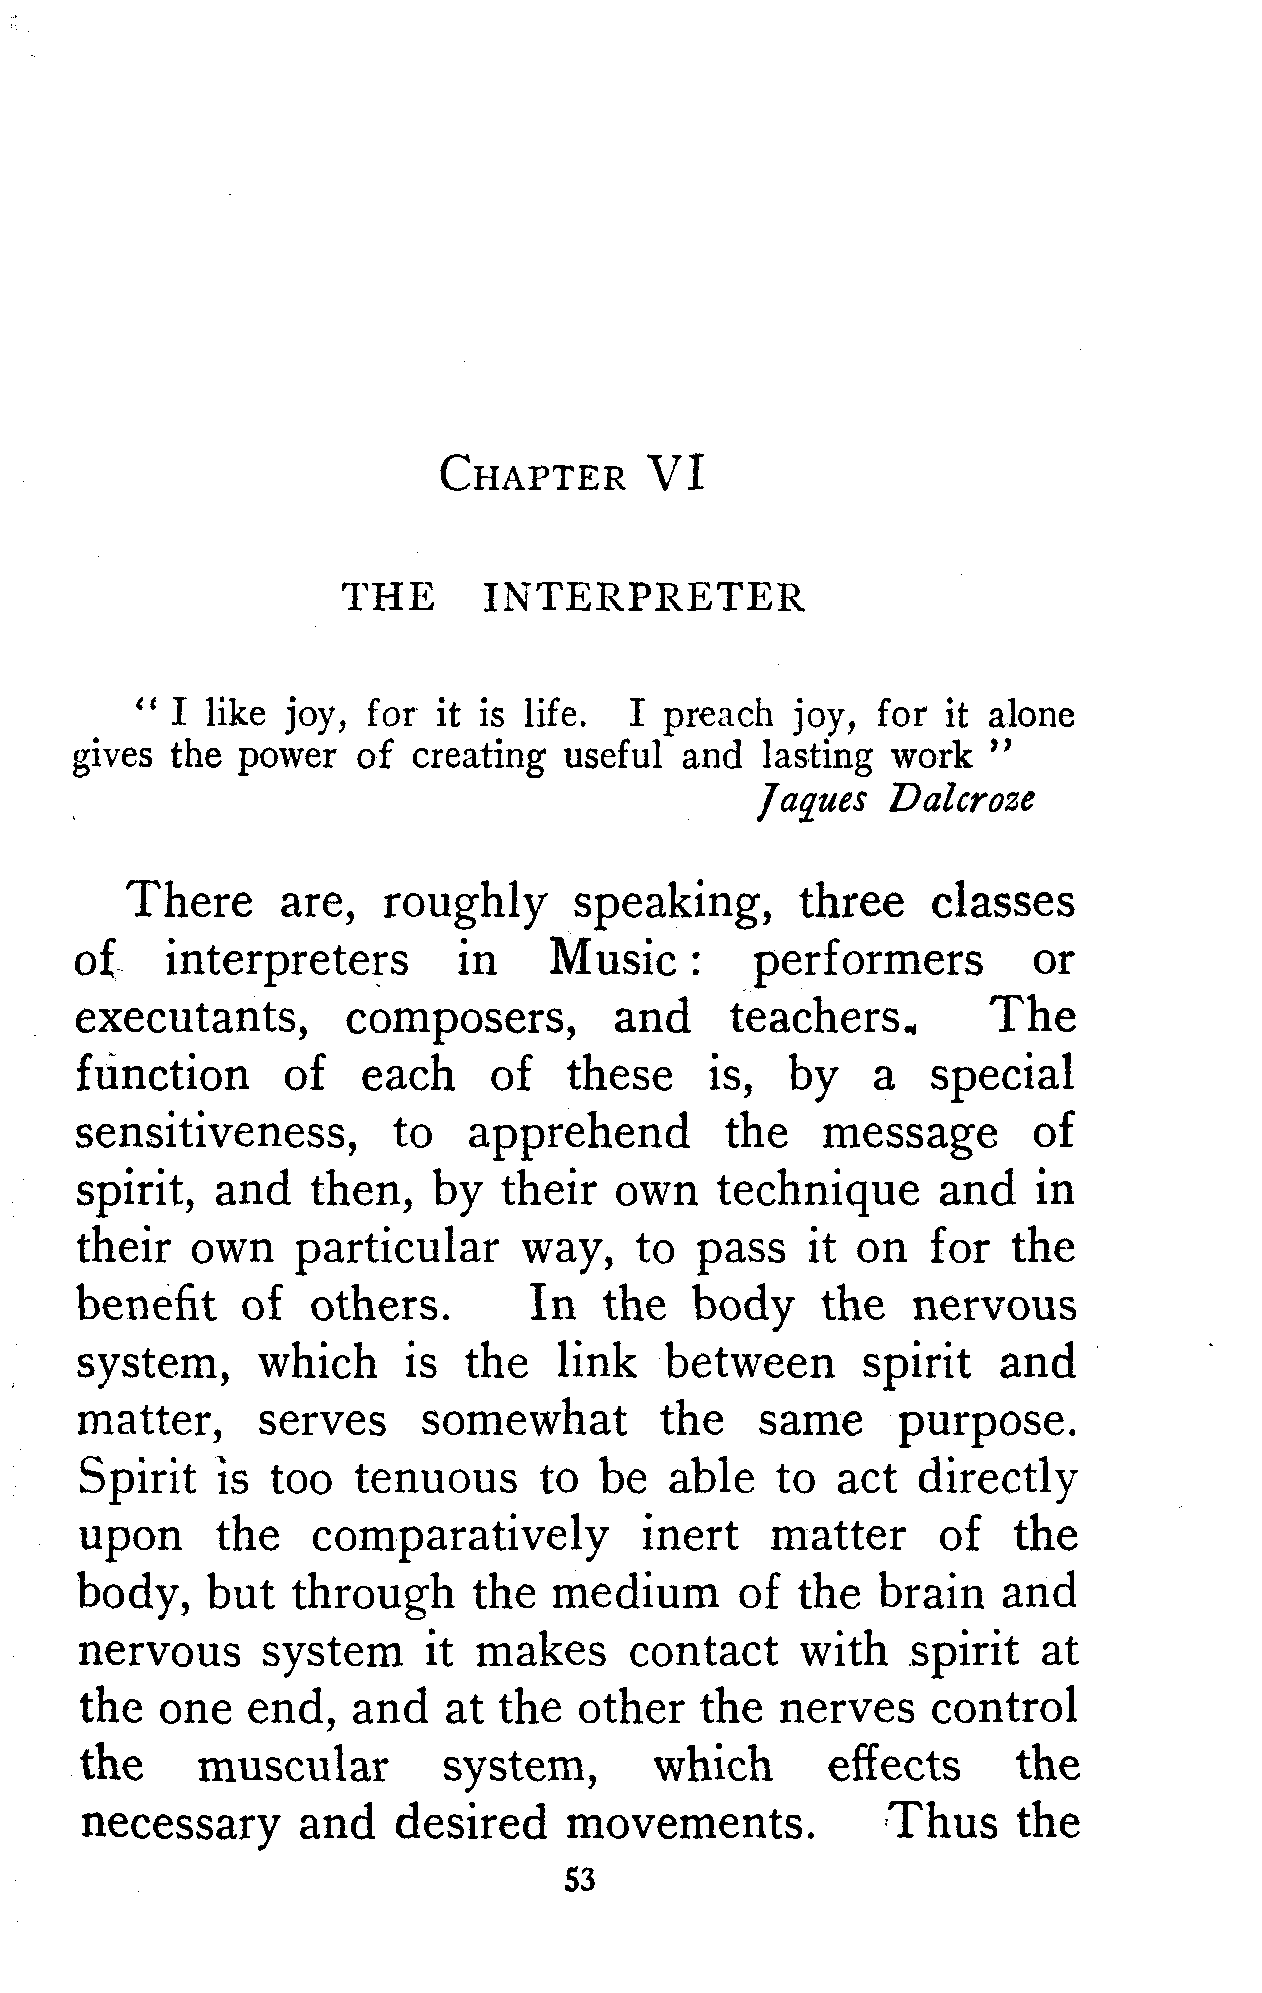 CHAPTER VI
THE INTERPRETER
“ I like joy, for it is life. I preach joy, for it alone
gives the power of creating useful and lasting work ”
Jaques Dalcroze
There are, roughly speaking, three classes
of interpreters in Music : performers or
executants, composers, and teachers. The
function of each of these is, by a special
sensitiveness, to apprehend the message of
spirit, and then, by their own technique and in
their own particular way, to pass it on for the
benefit of others. In the body the nervous
system, which is the link between spirit and
matter, serves somewhat the same purpose.
Spirit is too tenuous to be able to act directly
upon the comparatively inert matter of the
body, but through the medium of the brain and
nervous system it makes contact with spirit at
the one end, and at the other the nerves control
the muscular system, which effects the
necessary and desired movements. Thus the
53